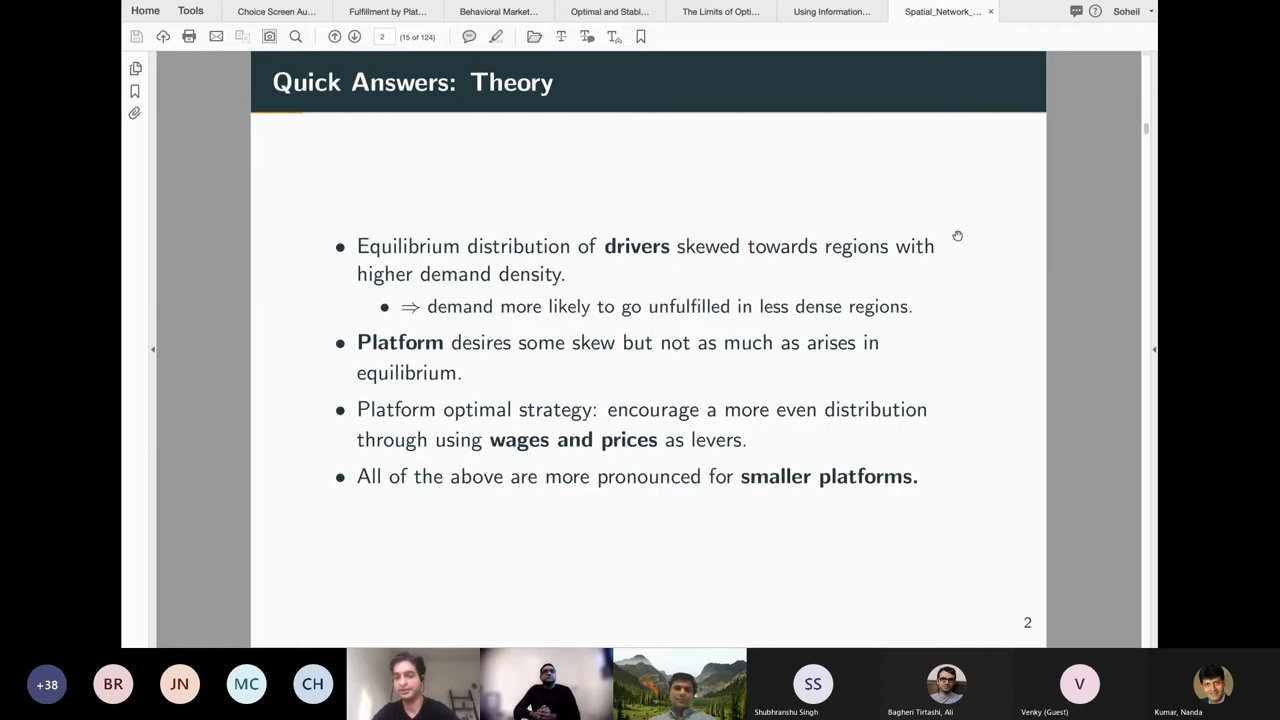 Home Tools Choice Screen Au... Fulfillment by Plat... Behavioral Market... Optimal and Stabl... The Limits of Opti... Using Information... Spatial_Network_... × Soheil
2 (15 of 124)
Quick Answers: Theory
• Equilibrium distribution of drivers skewed towards regions with
higher demand density.
• ⇒ demand more likely to go unfulfilled in less dense regions.
• Platform desires some skew but not as much as arises in
equilibrium.
• Platform optimal strategy: encourage a more even distribution
through using wages and prices as levers.
• All of the above are more pronounced for smaller platforms.
2
+38 BR JN MC CH SS V
Shubhranshu Singh Bagheri Tirtashi, Ali Venky (Guest) Kumar, Nanda